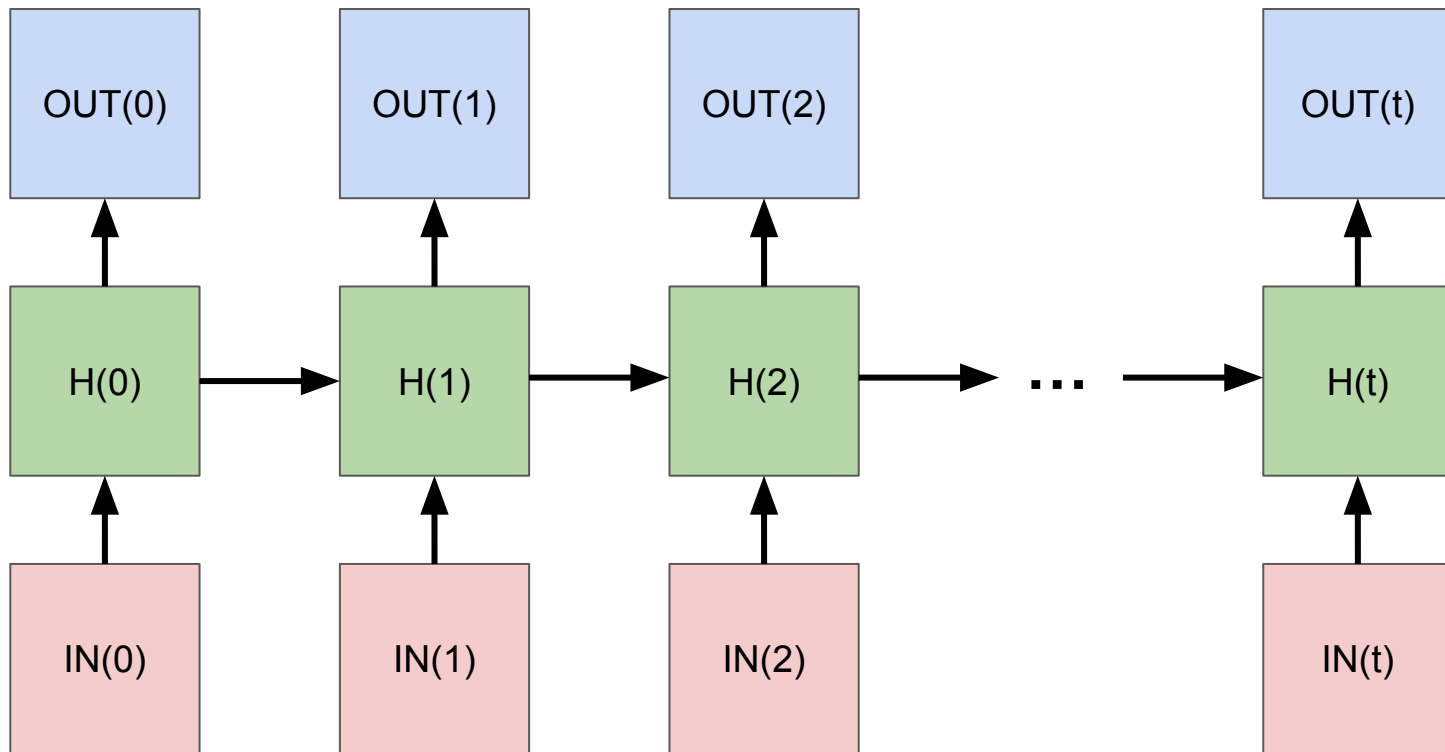 OUT(0) OUT(1) OUT(2) OUT(t)
H(0) H(1) H(2) ... H(t)
IN(0) IN(1) IN(2) IN(t)